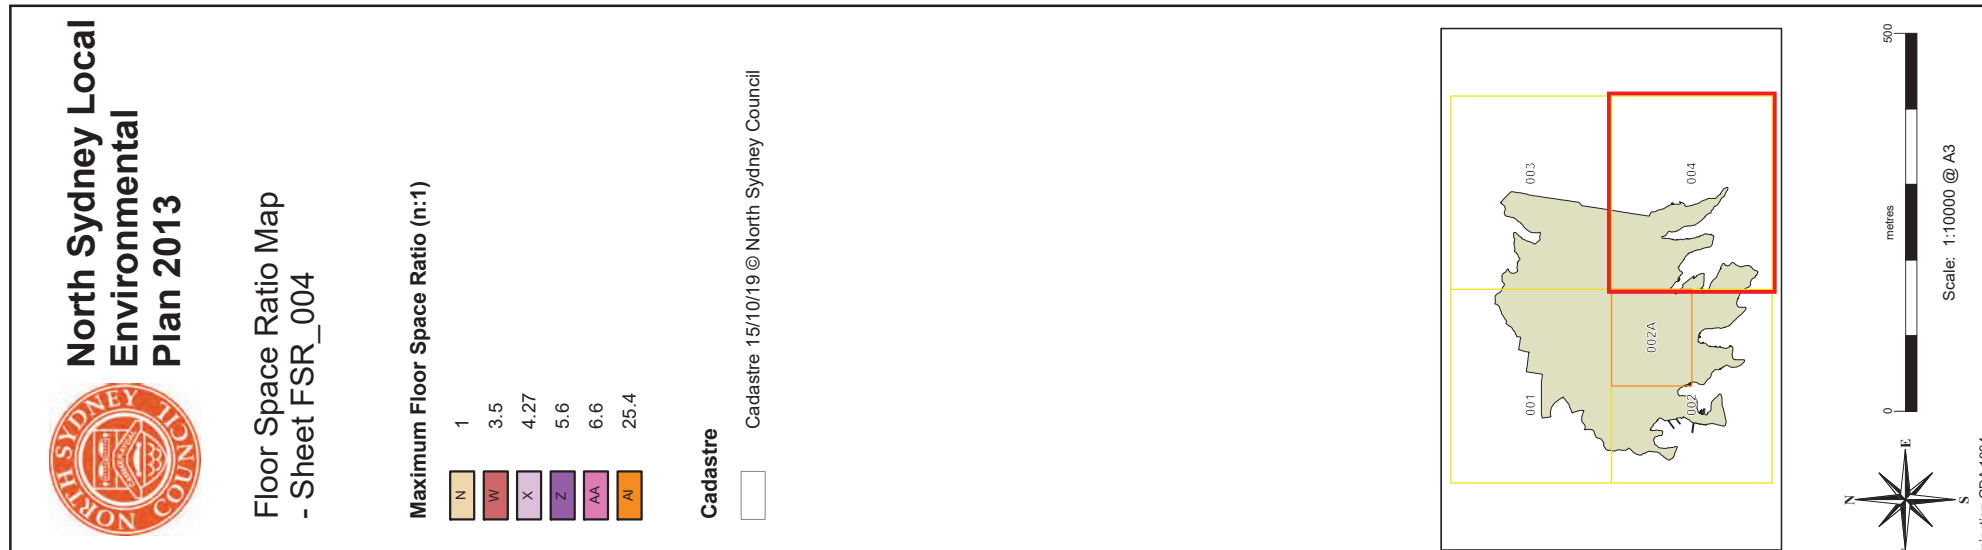 North Sydney Local
Environmental
Plan 2013
NORTH SYDNEY COUNCIL
Floor Space Ratio Map
- Sheet FSR_004
Maximum Floor Space Ratio (n:1)
N 1
W 3.5
X 4.27
Z 5.6
AA 6.6
AI 25.4
Cadastre
Cadastre 15/10/19 © North Sydney Council
001
003
002A
002
004
N
E
S
0 metres 500
Scale: 1:10000 @ A3